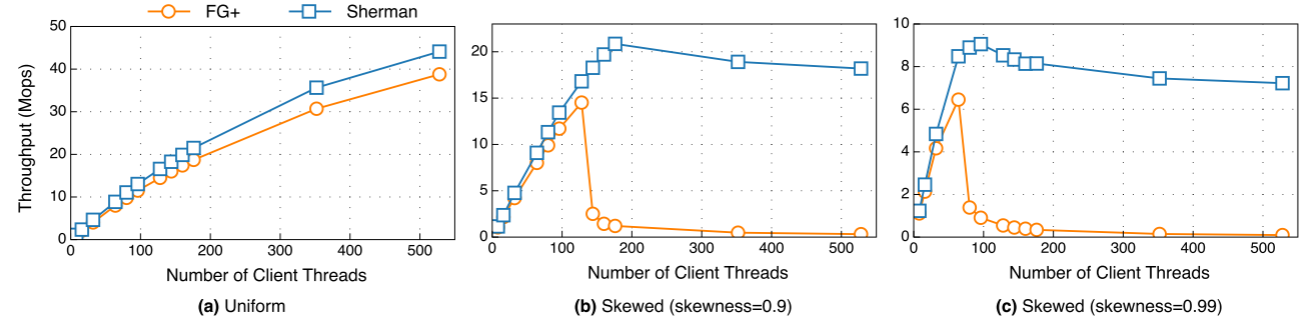 FG+ Sherman
Throughput (Mops)
50
40
30
20
10
0
0 100 200 300 400 500
Number of Client Threads
(a) Uniform
20
15
10
5
0
0 100 200 300 400 500
Number of Client Threads
(b) Skewed (skewness=0.9)
10
8
6
4
2
0
0 100 200 300 400 500
Number of Client Threads
(c) Skewed (skewness=0.99)